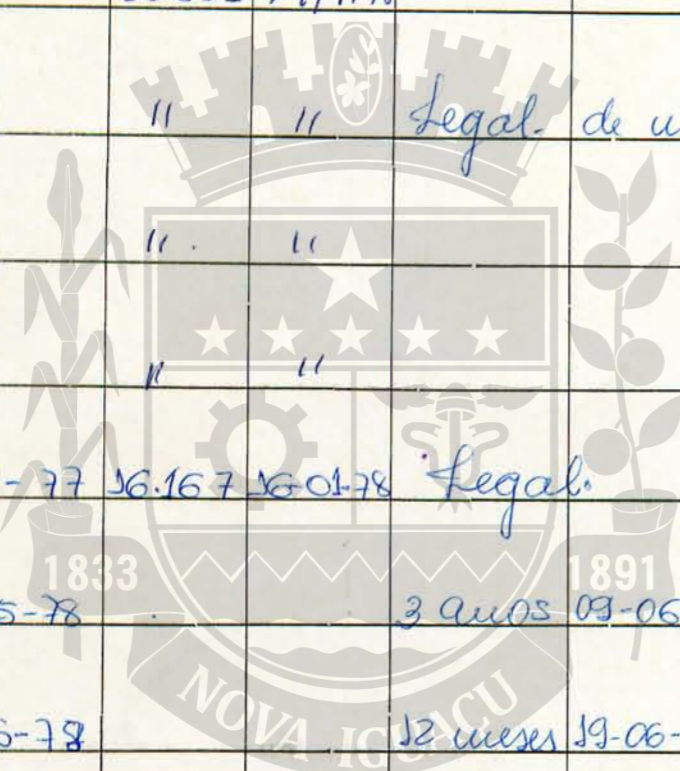 " " Legal. de
" . "
" "
-77 16.167 16-01-78 Legal.
1833 1891
5-78 3 anos 09-06
6-78 12 meses 19-06-
NOVA IGUAÇU